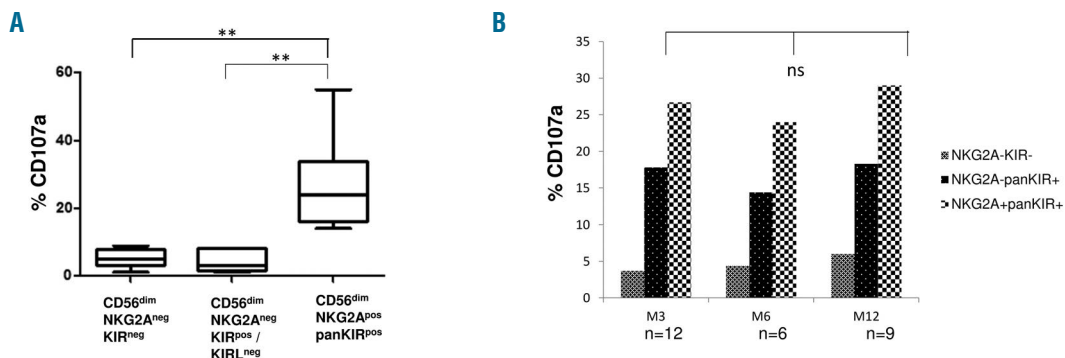 A
**
**
60
40
20
0
% CD107a
CD56dim
NKG2Aneg
KIRneg
CD56dim
NKG2Aneg
KIRpos /
KIRLneg
CD56dim
NKG2Apos
panKIRpos
B
35
30
25
20
15
10
5
0
% CD107a
ns
M3
n=12
M6
n=6
M12
n=9
NKG2A-KIR-
NKG2A-panKIR+
NKG2A+panKIR+